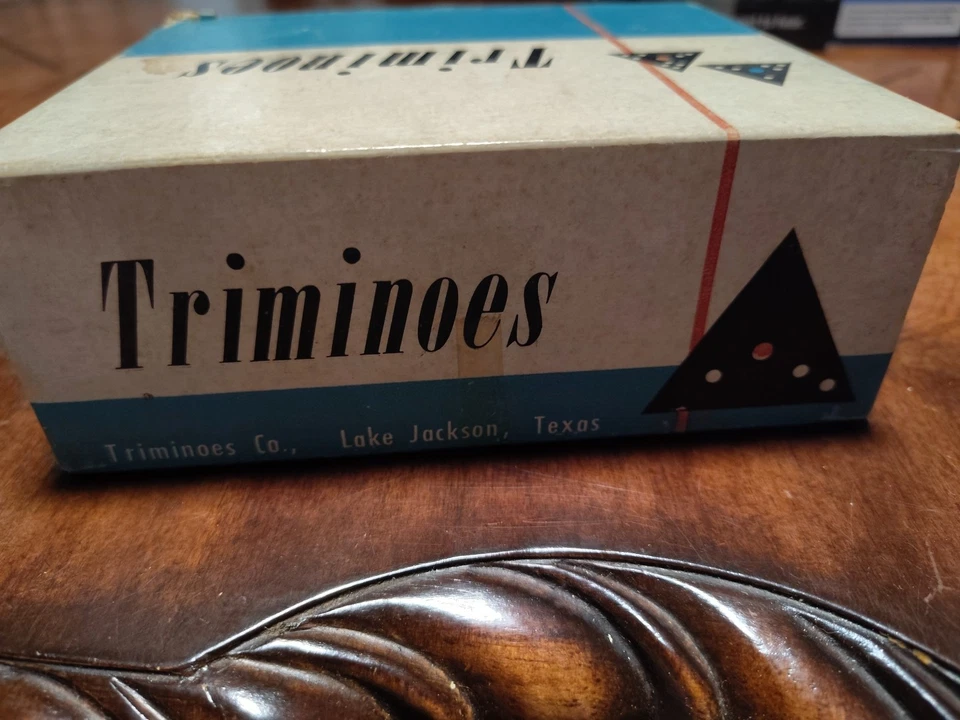 Triminoes
Triminoes
Triminoes Co., Lake Jackson, Texas